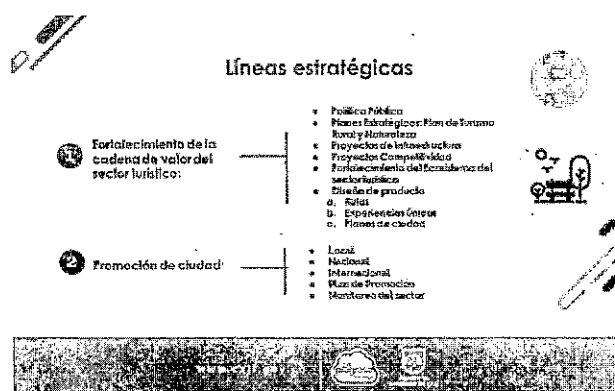 Líneas estratégicas
1
Fortalecimiento de la
cadena de valor del
sector turístico:
• Política Pública
• Planes Estratégicos: Plan de Turismo
Rural y Naturaleza
• Proyectos de Infraestructura
• Proyectos Competitividad
• Fortalecimiento del Ecosistema del
sector turístico
• Diseño de producto
a. Rutas
b. Experiencias Únicas
c. Planes de ciudad
2
Promoción de ciudad
• Local
• Nacional
• Internacional
• Plan de Promoción
• Monitoreo del sector